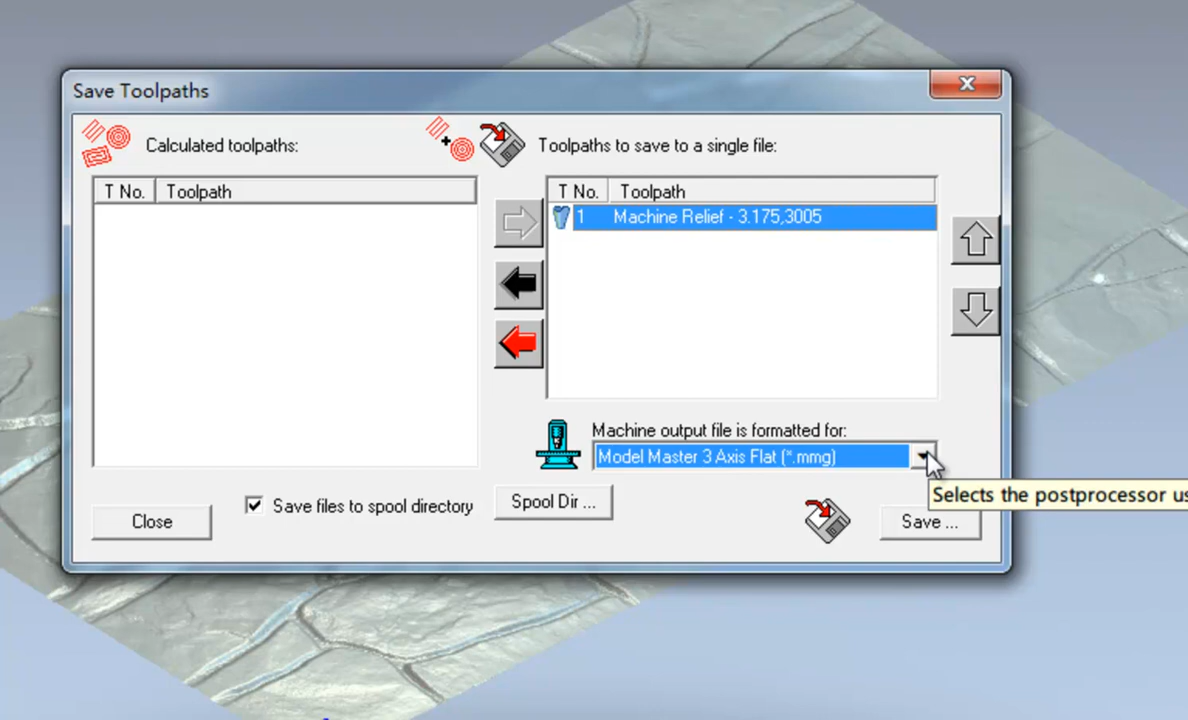 Save Toolpaths
Calculated toolpaths:
Toolpaths to save to a single file:
T No. Toolpath
T No. Toolpath
1 Machine Relief - 3.175,3005
Machine output file is formatted for:
Model Master 3 Axis Flat (*.mmg)
Selects the postprocessor us
Save files to spool directory
Spool Dir ...
Close
Save ...